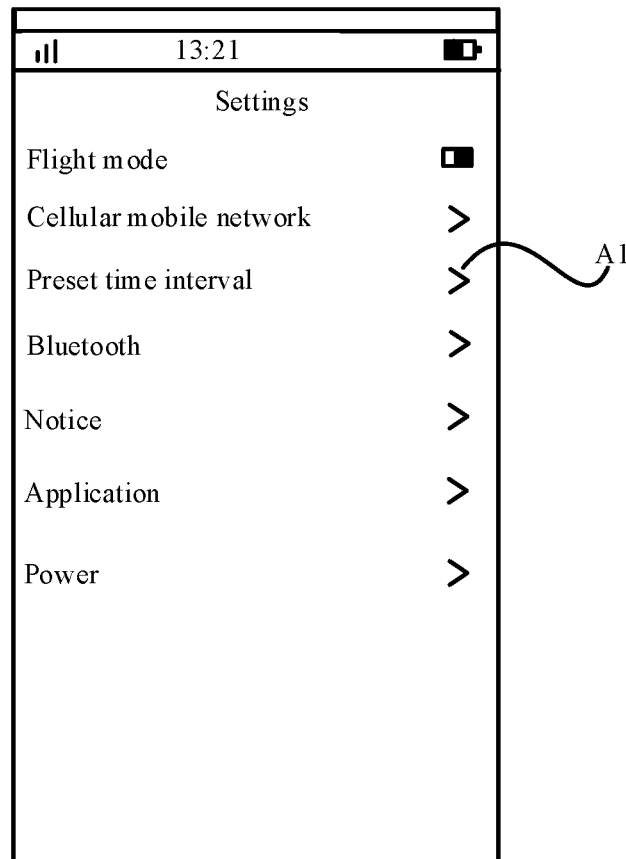 13:21
Settings
Flight mode
Cellular mobile network
Preset time interval
A1
Bluetooth
Notice
Application
Power